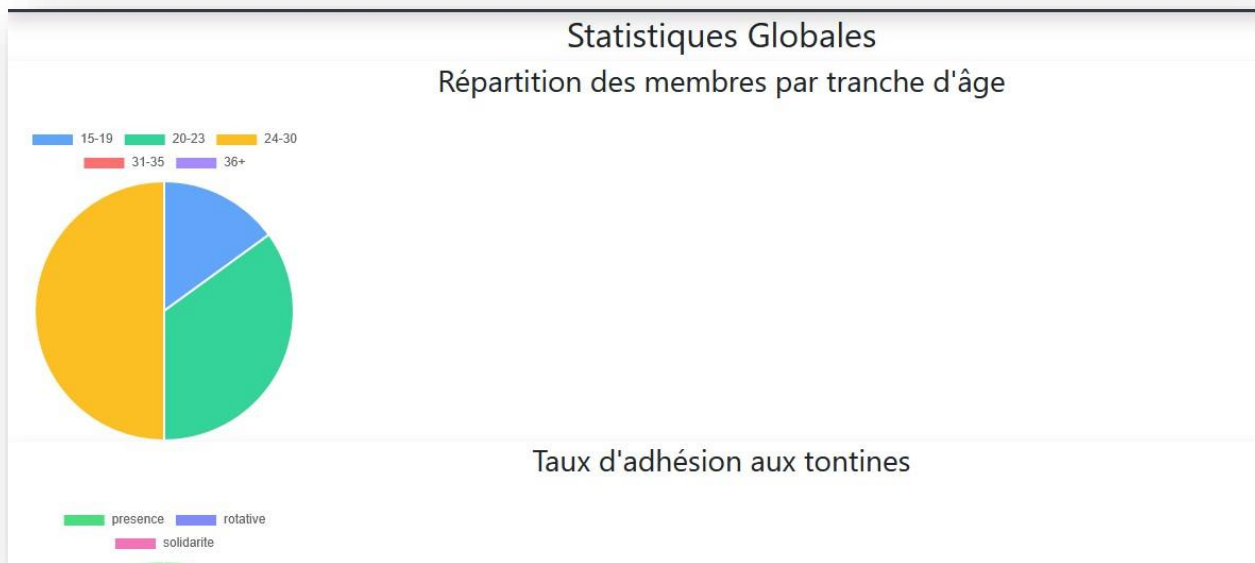 Statistiques Globales
Répartition des membres par tranche d'âge
15-19 20-23 24-30
31-35 36+
Taux d'adhésion aux tontines
presence rotative
solidarite